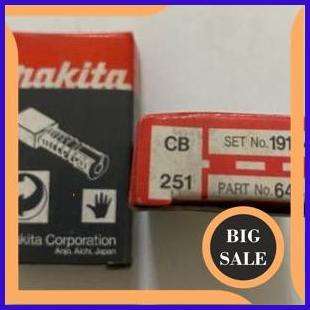 makita
CB
251
SET No.191
PART No.64
Makita Corporation
Anjo, Aichi, Japan
BIG
SALE